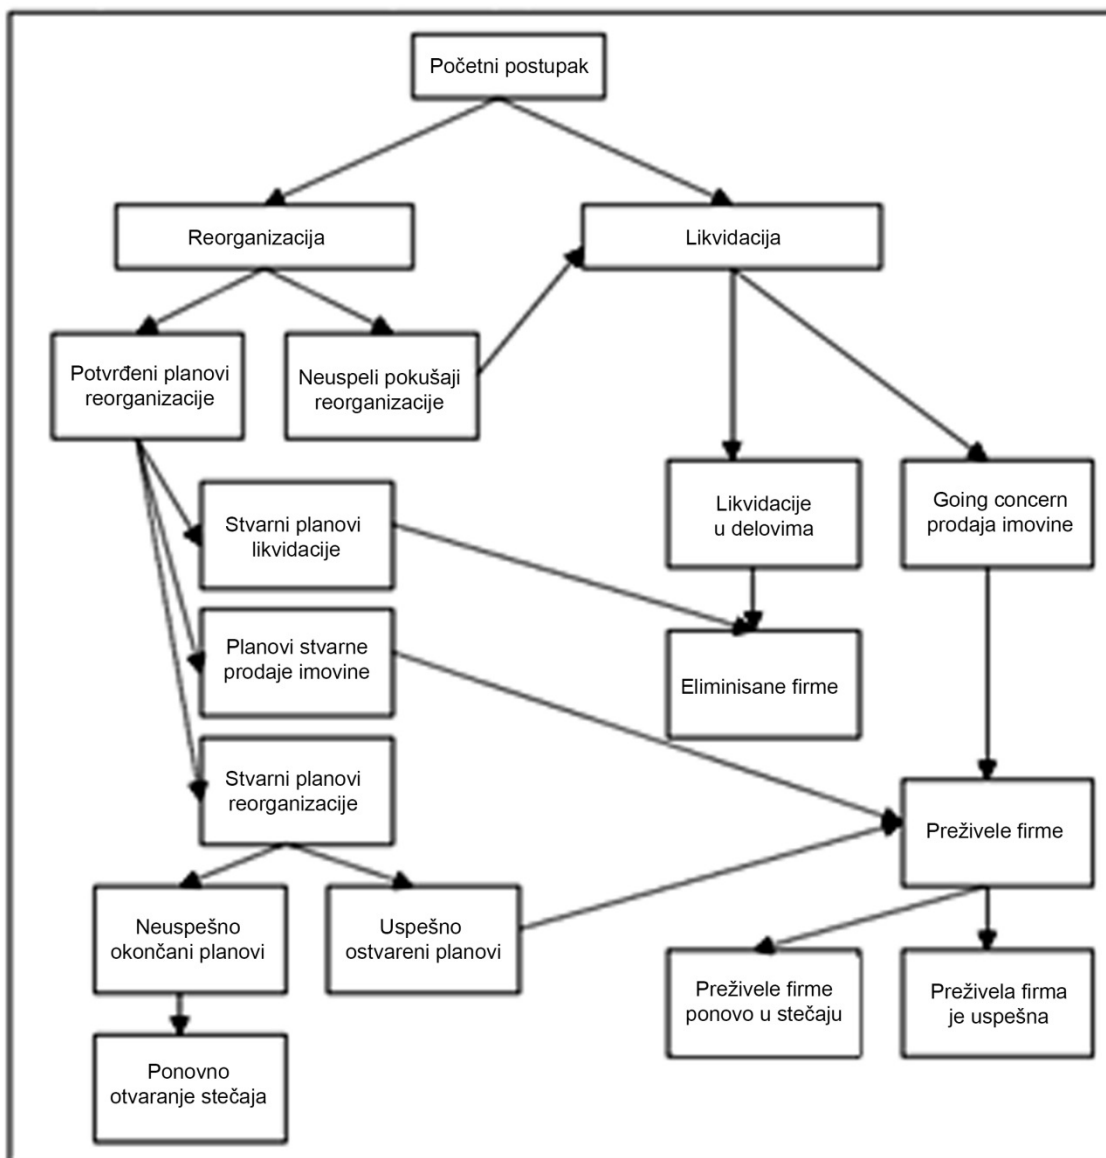 Početni postupak
Reorganizacija
Likvidacija
Potvrđeni planovi
reorganizacije
Neuspeli pokušaji
reorganizacije
Likvidacije
u delovima
Going concern
prodaja imovine
Stvarni planovi
likvidacije
Planovi stvarne
prodaje imovine
Eliminisane firme
Stvarni planovi
reorganizacije
Preživele firme
Neuspešno
okončani planovi
Uspešno
ostvareni planovi
Preživele firme
ponovo u stečaju
Preživela firma
je uspešna
Ponovno
otvaranje stečaja